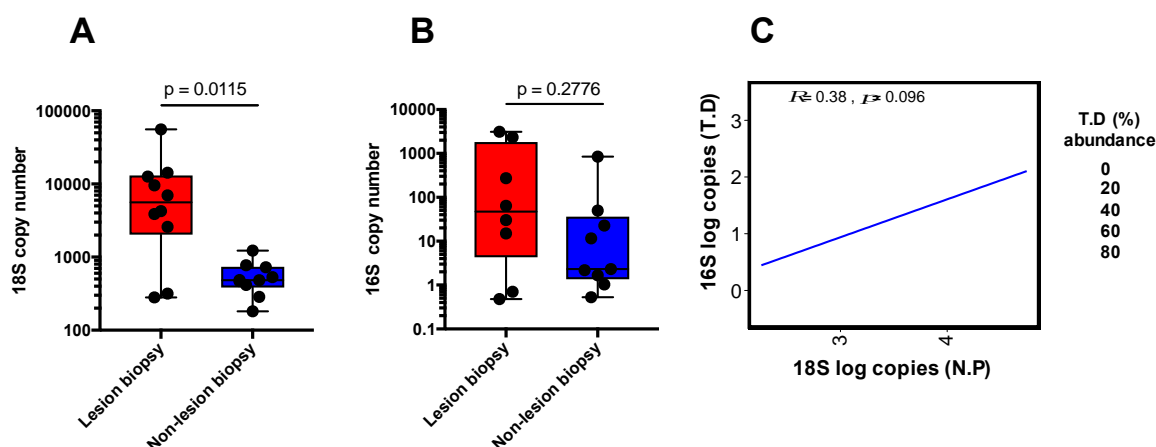 A
B
C
p = 0.0115
p = 0.2776
100000
10000
1000
100
18S copy number
Lesion biopsy
Non-lesion biopsy
10000
1000
100
10
1
0.1
16S copy number
Lesion biopsy
Non-lesion biopsy
= 0.38 , = 0.096
3
2
1
0
16S log copies (T.D)
3
4
18S log copies (N.P)
T.D (%)
abundance
0
20
40
60
80